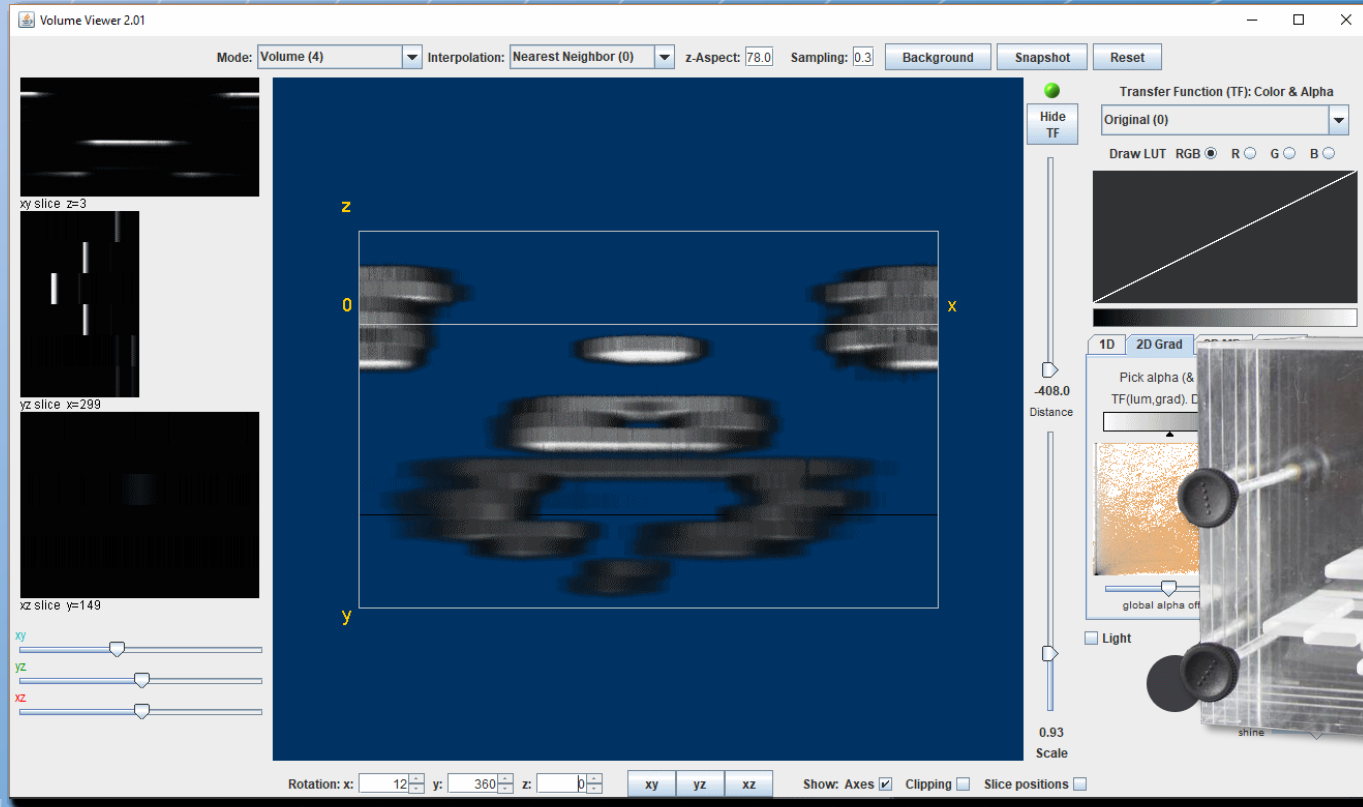 Volume Viewer 2.01
Mode: Volume (4) Interpolation: Nearest Neighbor (0) z-Aspect: 78.0 Sampling: 0.3 Background Snapshot Reset
xy slice z=3
yz slice x=299
xz slice y=149
xy
yz
xz
z
0
x
y
Hide
TF
-408.0
Distance
0.93
Scale
Transfer Function (TF): Color & Alpha
Original (0)
Draw LUT RGB R G B
1D 2D Grad
Pick alpha (&
TF(lum,grad). D
global alpha off
Light
shine
Rotation: x: 12 y: 360 z: 0 xy yz xz Show: Axes Clipping Slice positions